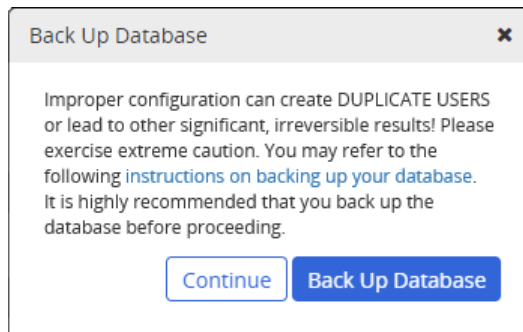 Back Up Database
Improper configuration can create DUPLICATE USERS
or lead to other significant, irreversible results! Please
exercise extreme caution. You may refer to the
following instructions on backing up your database.
It is highly recommended that you back up the
database before proceeding.
Continue
Back Up Database